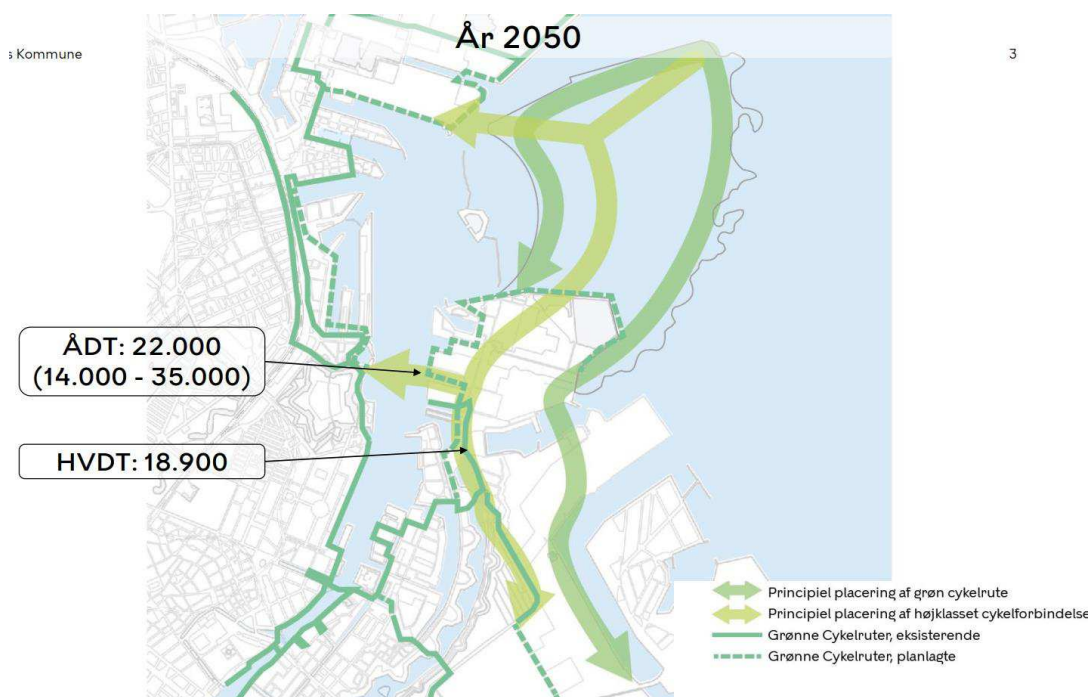 År 2050
s Kommune
3
ÅDT: 22.000
(14.000 - 35.000)
HVDT: 18.900
Principiel placering af grøn cykelrute
Principiel placering af højklasset cykelforbindelse
Grønne Cykelruter, eksisterende
Grønne Cykelruter, planlagte